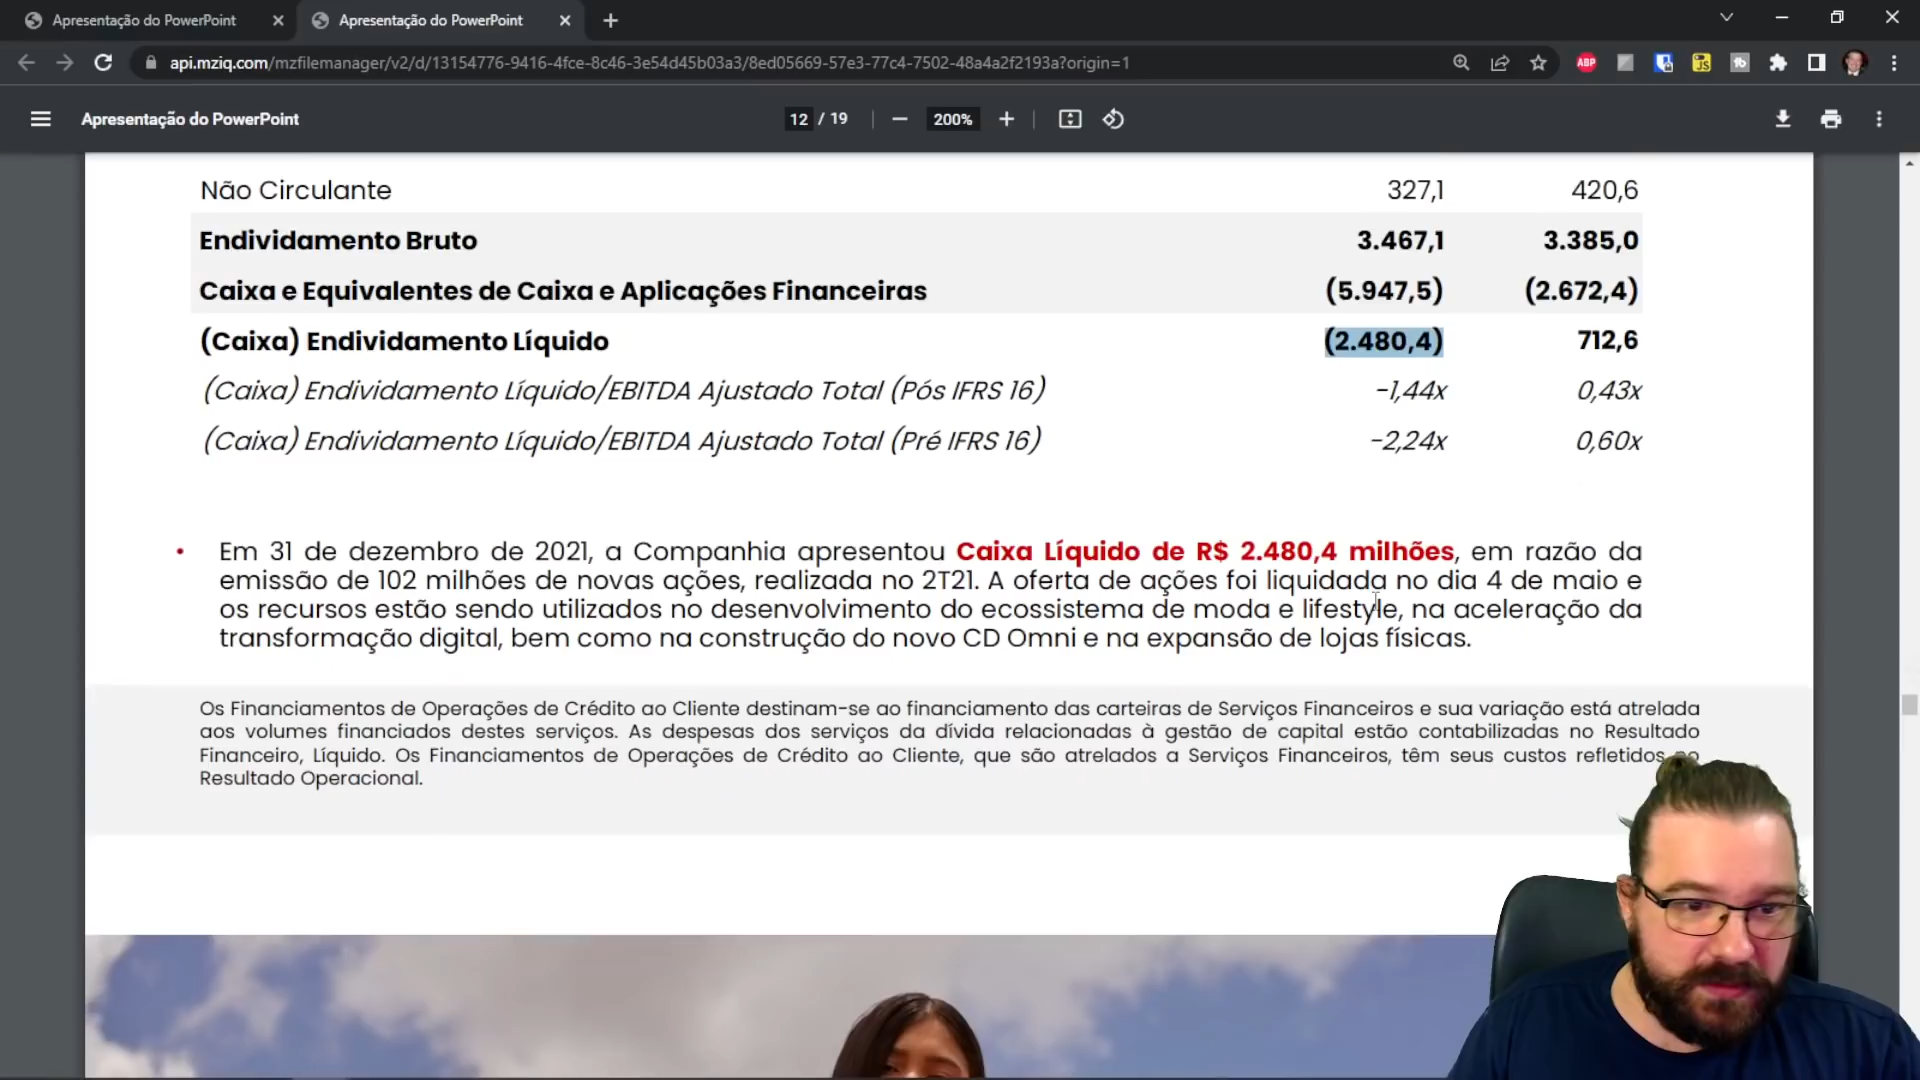 Apresentação do PowerPoint
Apresentação do PowerPoint
api.mziq.com/mzfilemanager/v2/d/13154776-9416-4fce-8c46-3e54d45b03a3/8ed05669-57e3-77c4-7502-48a4a2f2193a?origin=1
ABP
Apresentação do PowerPoint
12 / 19
200%
Não Circulante 327,1 420,6
Endividamento Bruto 3.467,1 3.385,0
Caixa e Equivalentes de Caixa e Aplicações Financeiras (5.947,5) (2.672,4)
(Caixa) Endividamento Líquido (2.480,4) 712,6
(Caixa) Endividamento Líquido/EBITDA Ajustado Total (Pós IFRS 16) -1,44x 0,43x
(Caixa) Endividamento Líquido/EBITDA Ajustado Total (Pré IFRS 16) -2,24x 0,60x
• Em 31 de dezembro de 2021, a Companhia apresentou Caixa Líquido de R$ 2.480,4 milhões, em razão da
emissão de 102 milhões de novas ações, realizada no 2T21. A oferta de ações foi liquidada no dia 4 de maio e
os recursos estão sendo utilizados no desenvolvimento do ecossistema de moda e lifestyle, na aceleração da
transformação digital, bem como na construção do novo CD Omni e na expansão de lojas físicas.
Os Financiamentos de Operações de Crédito ao Cliente destinam-se ao financiamento das carteiras de Serviços Financeiros e sua variação está atrelada
aos volumes financiados destes serviços. As despesas dos serviços da dívida relacionadas à gestão de capital estão contabilizadas no Resultado
Financeiro, Líquido. Os Financiamentos de Operações de Crédito ao Cliente, que são atrelados a Serviços Financeiros, têm seus custos refletidos no
Resultado Operacional.